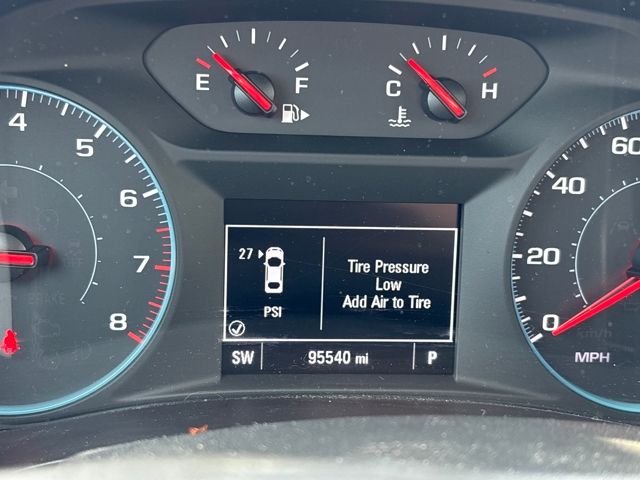 E F
C H
4
5
6
7
8
60
40
20
0
MPH
27
PSI
Tire Pressure
Low
Add Air to Tire
SW 95540 mi P